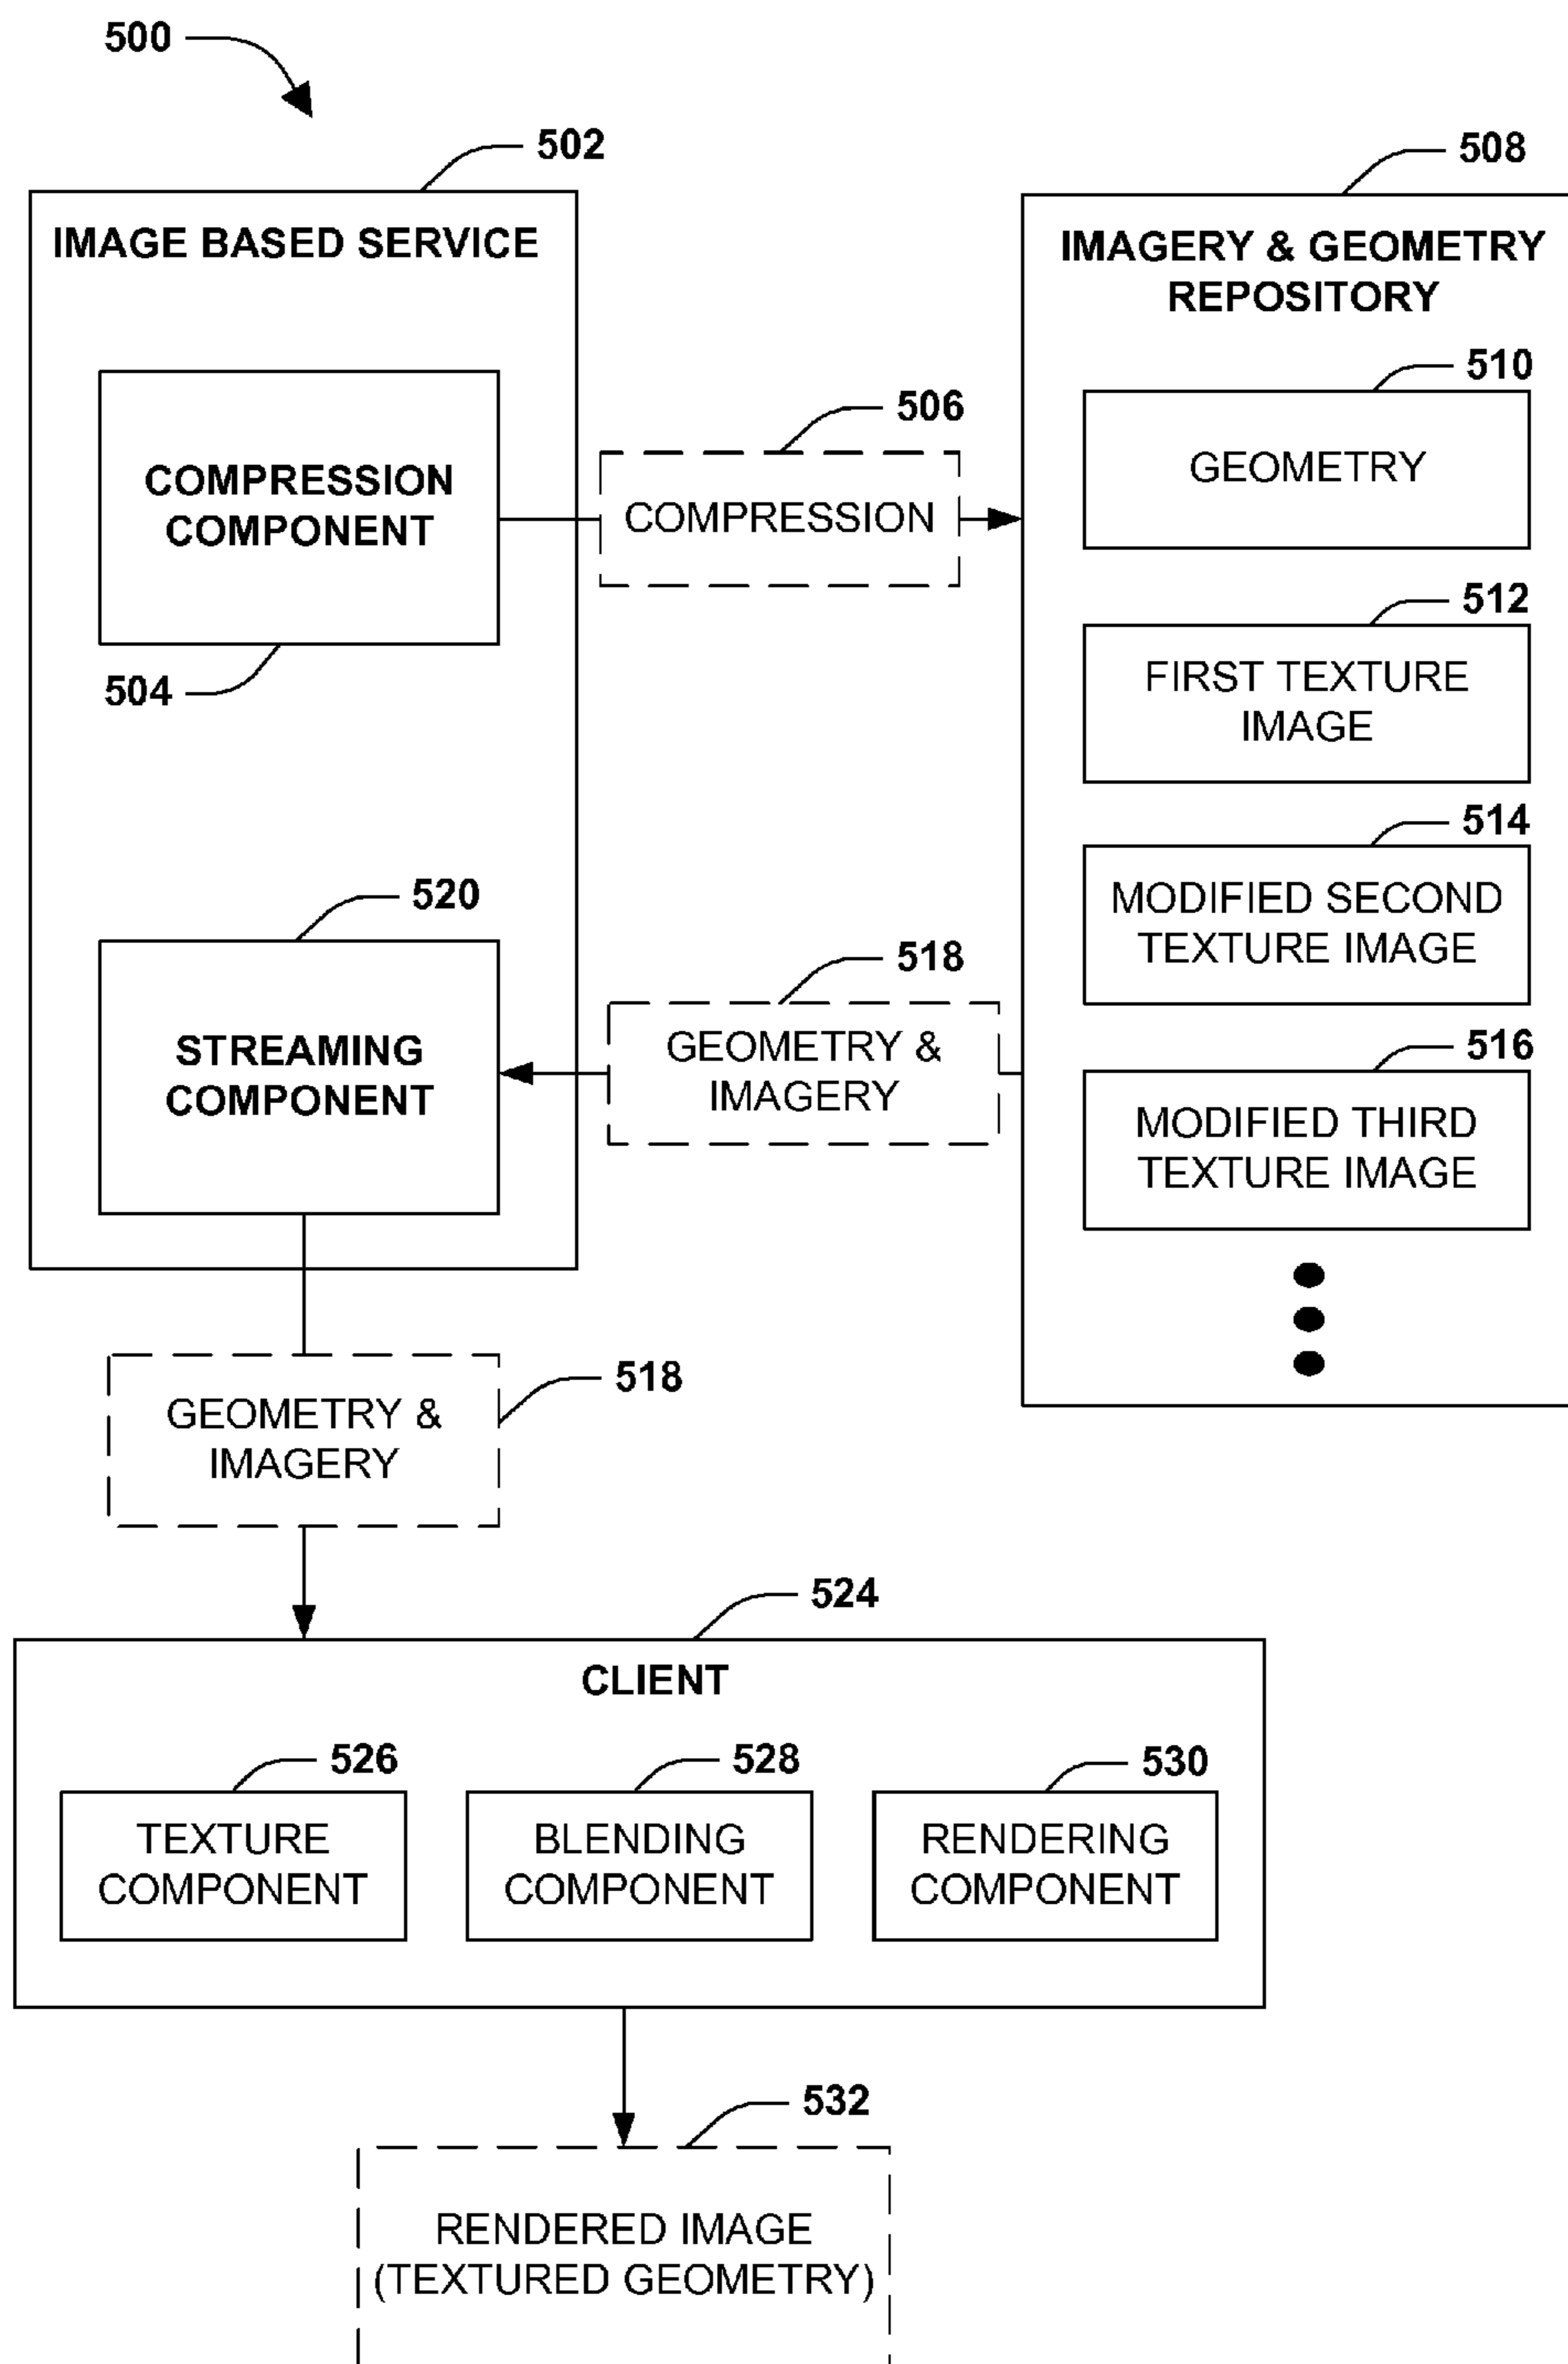 500
502
IMAGE BASED SERVICE
COMPRESSION
COMPONENT
504
506
COMPRESSION
508
IMAGERY & GEOMETRY
REPOSITORY
510
GEOMETRY
512
FIRST TEXTURE
IMAGE
514
MODIFIED SECOND
TEXTURE IMAGE
516
MODIFIED THIRD
TEXTURE IMAGE
520
STREAMING
COMPONENT
518
GEOMETRY &
IMAGERY
518
GEOMETRY &
IMAGERY
524
CLIENT
526
TEXTURE
COMPONENT
528
BLENDING
COMPONENT
530
RENDERING
COMPONENT
532
RENDERED IMAGE
(TEXTURED GEOMETRY)